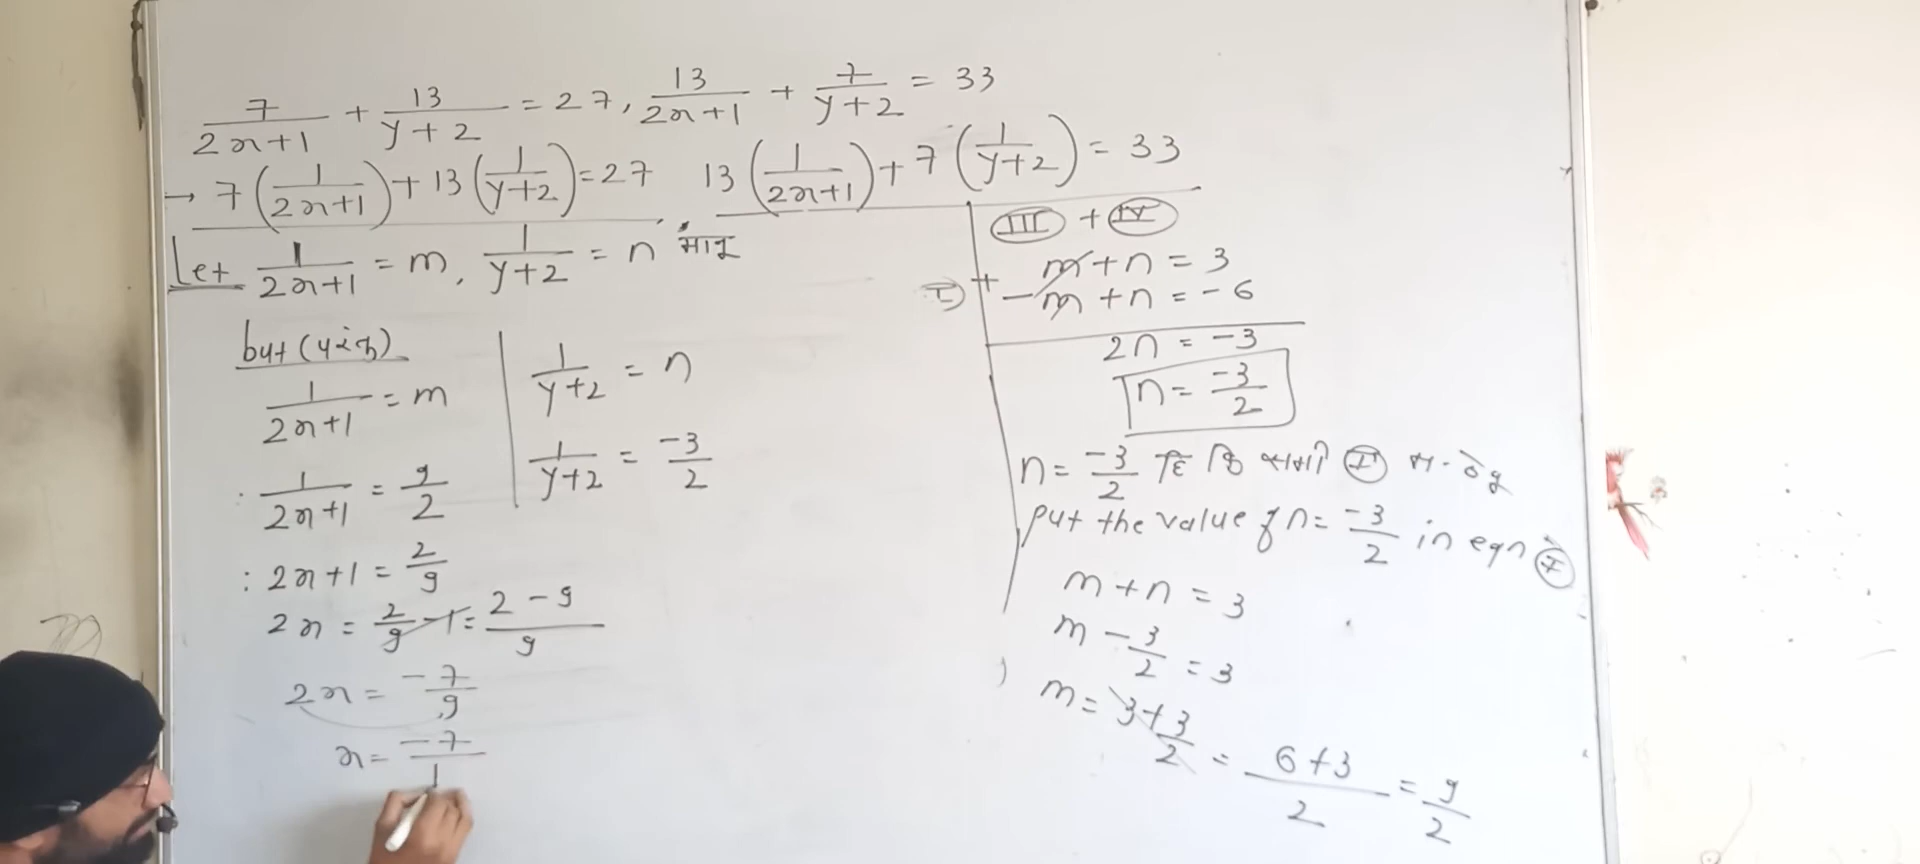 7/(2x+1) + 13/(y+2) = 27, 13/(2x+1) + 7/(y+2) = 33
→ 7(1/(2x+1)) + 13(1/(y+2)) = 27 13(1/(2x+1)) + 7(1/(y+2)) = 33
Let 1/(2x+1) = m, 1/(y+2) = n
but
1/(2x+1) = m
1/(2x+1) = 9/2
: 2x+1 = 2/9
2x = 2/9 - 1 = (2-9)/9
2x = -7/9
x = -7/1
1/(y+2) = n
1/(y+2) = -3/2
III + IV
m+n = 3
+ -m+n = -6
2n = -3
n = -3/2
n = -3/2
put the value of n = -3/2 in eqn
m+n = 3
m - 3/2 = 3
m = 3+3/2 = (6+3)/2 = 9/2